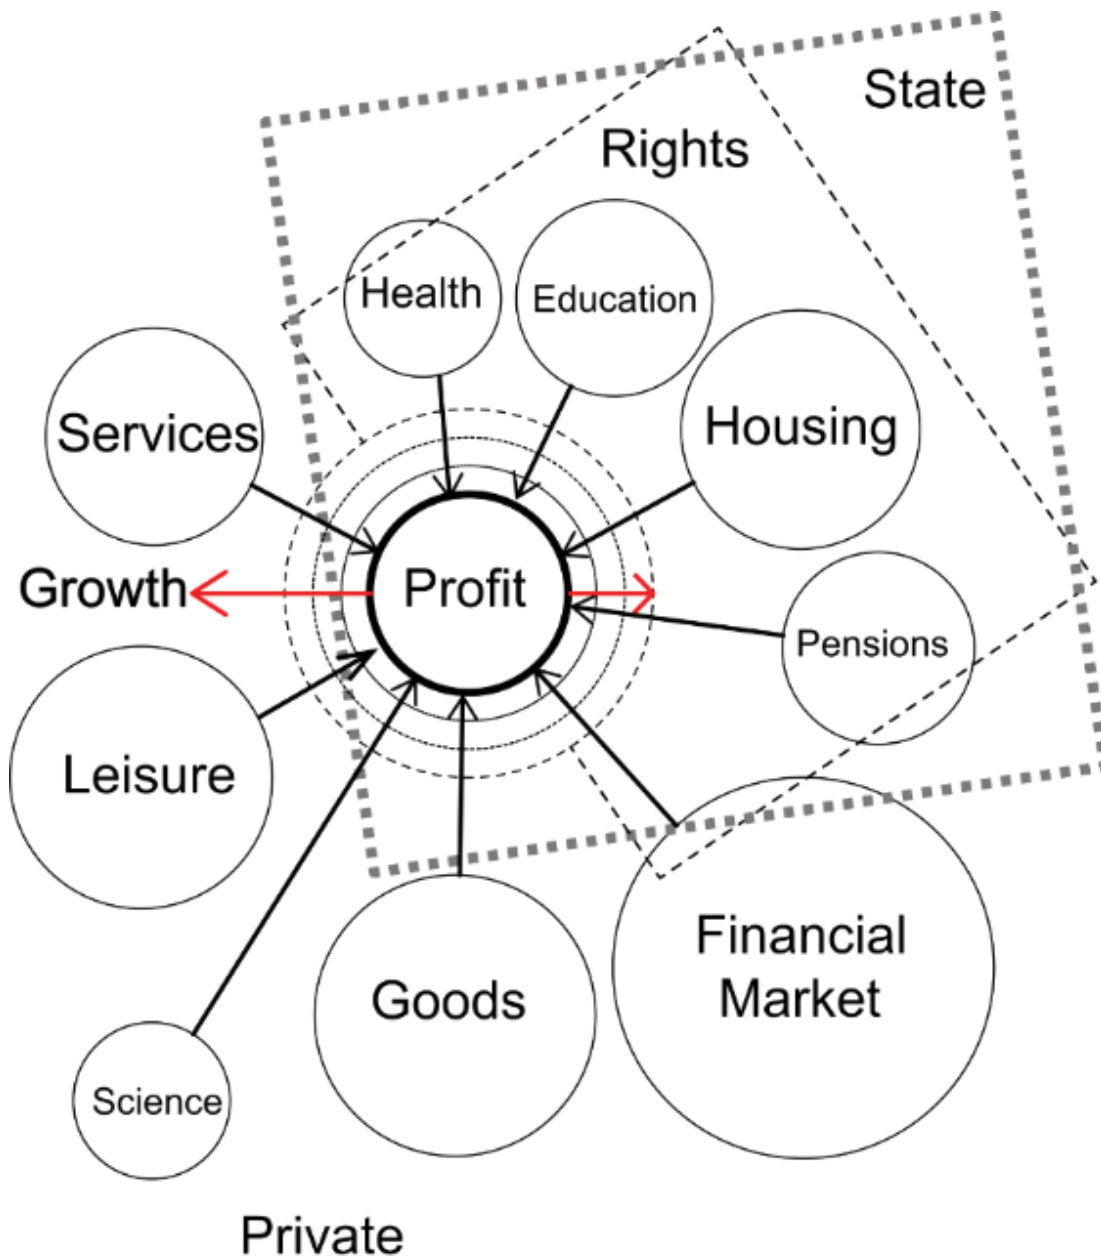 State
Rights
Health
Education
Services
Housing
Growth
Profit
Pensions
Leisure
Financial
Market
Goods
Science
Private